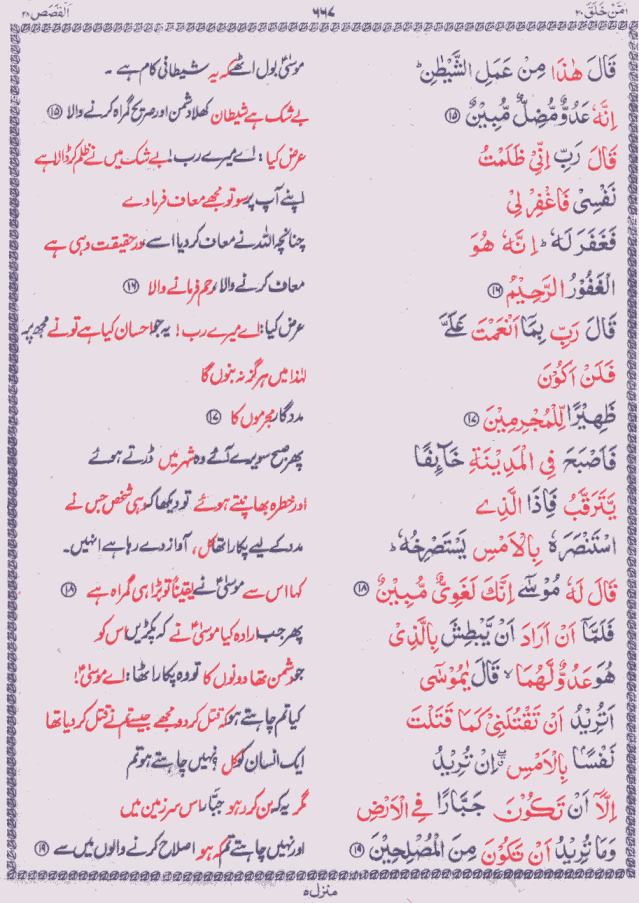 اَمَّنْ خَلَقَ ۲۰ ۶۶۷ اَلْقَصَص ۲۸
قَالَ هٰذَا مِنْ عَمَلِ الشَّيْطٰنِ ؕ موسیٰؑ بول اٹھے کہ یہ شیطانی کام ہے ۔
اِنَّهٗ عَدُوٌّ مُّضِلٌّ مُّبِيْنٌ ۝۱۵ بے شک ہے شیطان کھلا دشمن اور صریح گمراہ کرنے والا ۝۱۵
قَالَ رَبِّ اِنِّيْ ظَلَمْتُ عرض کیا : اے میرے رب! بے شک میں نے ظلم کر ڈالا ہے
نَفْسِيْ فَاغْفِرْ لِيْ اپنے آپ پر سو تو مجھے معاف فرما دے
فَغَفَرَ لَهٗ ؕ اِنَّهٗ هُوَ چنانچہ اللہ نے معاف کر دیا اسے درحقیقت وہی ہے
الْغَفُوْرُ الرَّحِيْمُ ۝۱۶ معاف کرنے والا رحم فرمانے والا ۝۱۶
قَالَ رَبِّ بِمَاۤ اَنْعَمْتَ عَلَيَّ عرض کیا: اے میرے رب! یہ جو احسان کیا ہے تو نے مجھ پر
فَلَنْ اَكُوْنَ لہٰذا میں ہرگز نہ بنوں گا
ظَهِيْرًا لِّلْمُجْرِمِيْنَ ۝۱۷ مددگار مجرموں کا ۝۱۷
فَاَصْبَحَ فِي الْمَدِيْنَةِ خَآئِفًا پھر صبح سویرے آئے وہ شہر میں ڈرتے ہوئے
يَّتَرَقَّبُ فَاِذَا الَّذِي اور خطرہ بھانپتے ہوئے تو دیکھا کہ وہی شخص جس نے
اسْتَنْصَرَهٗ بِالْاَمْسِ يَسْتَصْرِخُهٗ ؕ مدد کے لیے پکارا تھا کل، آواز دے رہا ہے انہیں۔
قَالَ لَهٗ مُوْسٰۤى اِنَّكَ لَغَوِيٌّ مُّبِيْنٌ ۝۱۸ کہا اس سے موسیٰؑ نے یقیناً تو بڑا ہی گمراہ ہے ۝۱۸
فَلَمَّاۤ اَنْ اَرَادَ اَنْ يَّبْطِشَ بِالَّذِيْ پھر جب ارادہ کیا موسیٰؑ نے کہ پکڑیں اس کو
هُوَ عَدُوٌّ لَّهُمَا ۙ قَالَ يٰمُوْسٰۤى جو دشمن تھا دونوں کا تو وہ پکار اٹھا : اے موسیٰؑ!
اَتُرِيْدُ اَنْ تَقْتُلَنِيْ كَمَا قَتَلْتَ کیا تم چاہتے ہو کہ قتل کر دو مجھے جیسے تم نے قتل کر دیا تھا
نَفْسًۢا بِالْاَمْسِ ۖ اِنْ تُرِيْدُ ایک انسان کو کل ؟ نہیں چاہتے ہو تم
اِلَّاۤ اَنْ تَكُوْنَ جَبَّارًا فِي الْاَرْضِ مگر یہ کہ بن کر رہو جبّار اس سرزمین میں
وَمَا تُرِيْدُ اَنْ تَكُوْنَ مِنَ الْمُصْلِحِيْنَ ۝۱۹ اور نہیں چاہتے تم کہ ہو اصلاح کرنے والوں میں سے ۝۱۹
منزل ۵